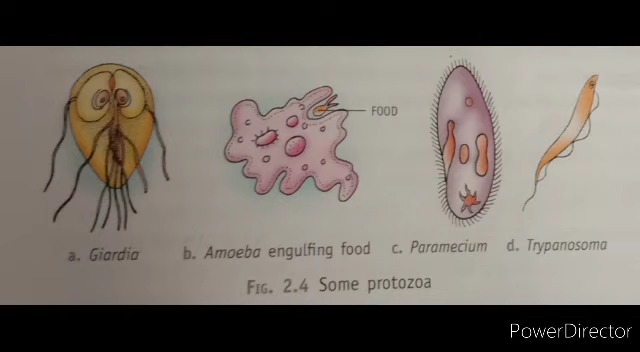 FOOD
a. Giardia b. Amoeba engulfing food c. Paramecium d. Trypanosoma
FIG. 2.4 Some protozoa
PowerDirector